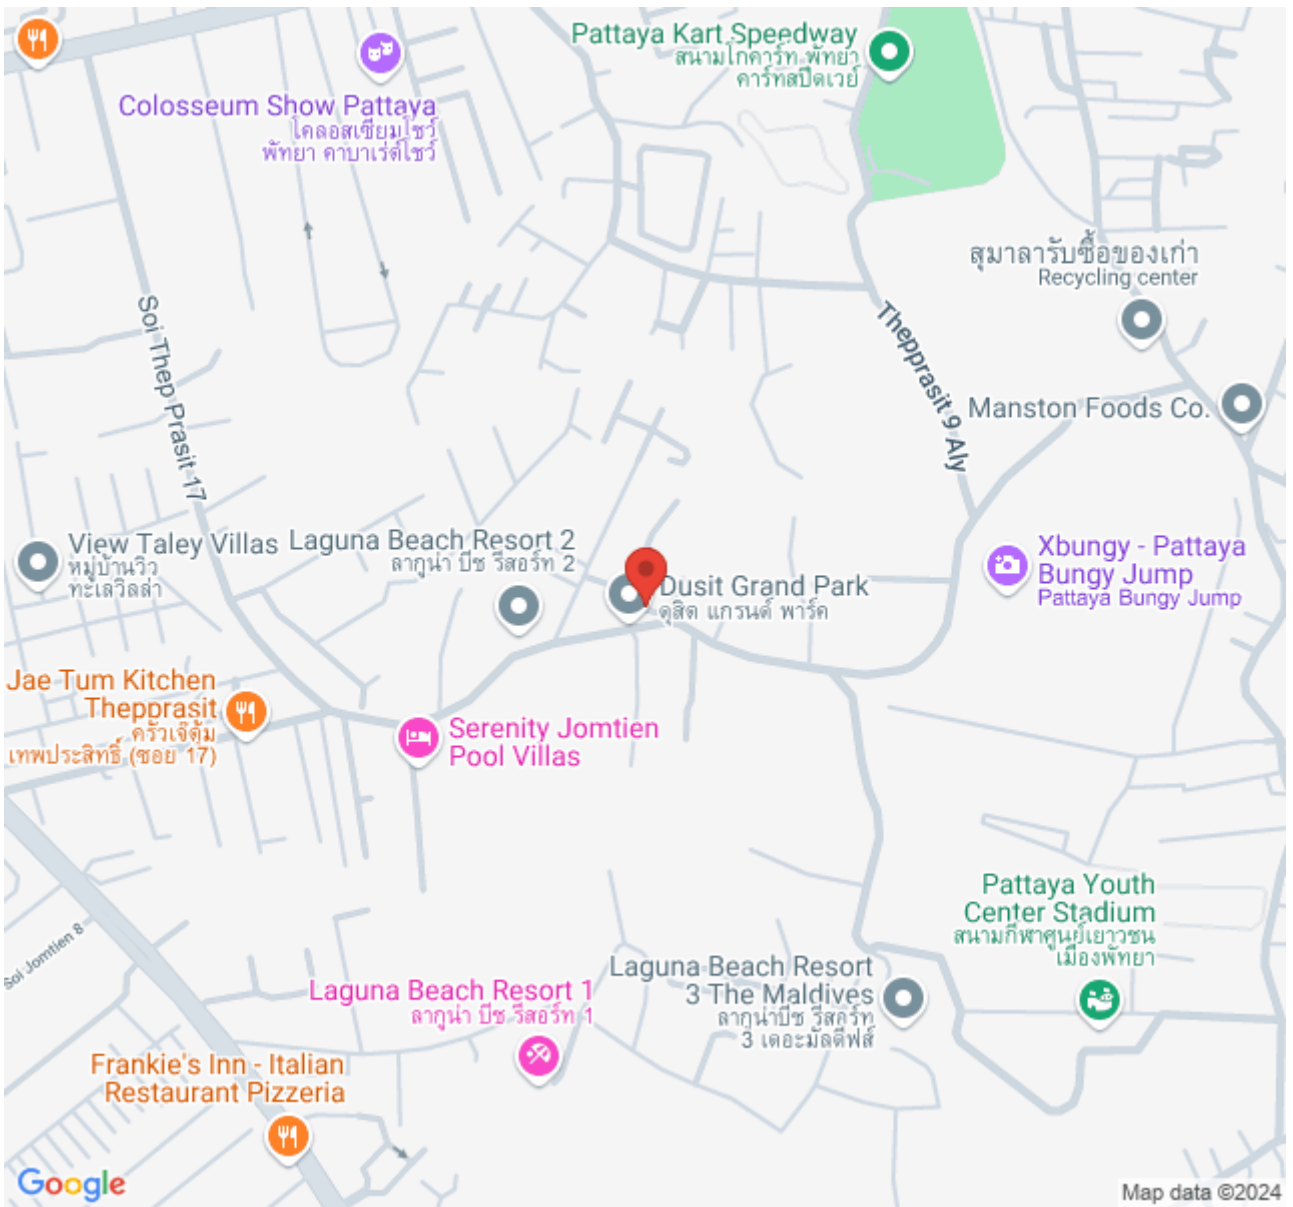 Pattaya Kart Speedway
สนามโกคาร์ท พัทยา
คาร์ทสปีดเวย์
Colosseum Show Pattaya
โคลอสเซียมโชว์
พัทยา คาบาเร่ต์โชว์
สุมาลารับซื้อของเก่า
Recycling center
Soi Thep Prasit 17
Thepprasit 9 Aly
Manston Foods Co.
View Taley Villas
หมู่บ้านวิว
ทะเลวิลล่า
Laguna Beach Resort 2
ลากูน่า บีช รีสอร์ท 2
Xbungy - Pattaya
Bungy Jump
Pattaya Bungy Jump
Dusit Grand Park
ดุสิต แกรนด์ พาร์ค
Jae Tum Kitchen
Thepprasit
ครัวเจ๊ตุ้ม
เทพประสิทธิ์ (ซอย 17)
Serenity Jomtien
Pool Villas
Pattaya Youth
Center Stadium
สนามกีฬาศูนย์เยาวชน
เมืองพัทยา
Soi Jomtien 8
Laguna Beach Resort
3 The Maldives
ลากูน่าบีช รีสอร์ท
3 เดอะมัลดีฟส์
Laguna Beach Resort 1
ลากูน่า บีช รีสอร์ท 1
Frankie's Inn - Italian
Restaurant Pizzeria
Google
Map data ©2024